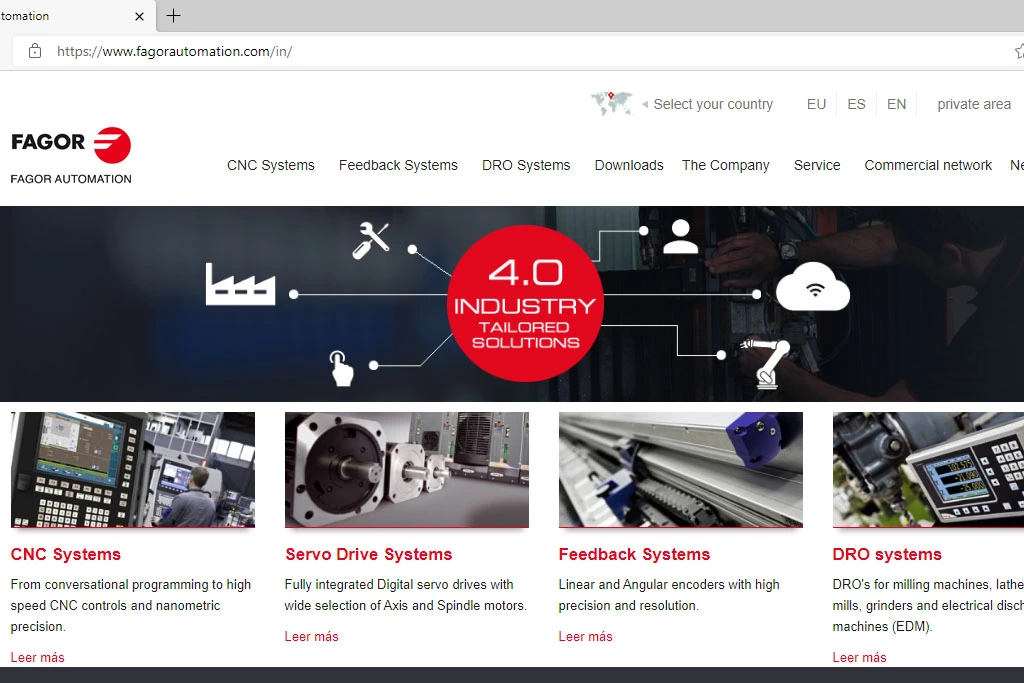 tomation
https://www.fagorautomation.com/in/
Select your country EU ES EN private area
FAGOR
FAGOR AUTOMATION
CNC Systems Feedback Systems DRO Systems Downloads The Company Service Commercial network Ne
4.0
INDUSTRY
TAILORED
SOLUTIONS
CNC Systems
From conversational programming to high
speed CNC controls and nanometric
precision.
Leer más
Servo Drive Systems
Fully integrated Digital servo drives with
wide selection of Axis and Spindle motors.
Leer más
Feedback Systems
Linear and Angular encoders with high
precision and resolution.
Leer más
DRO systems
DRO's for milling machines, lathe
mills, grinders and electrical disch
machines (EDM).
Leer más